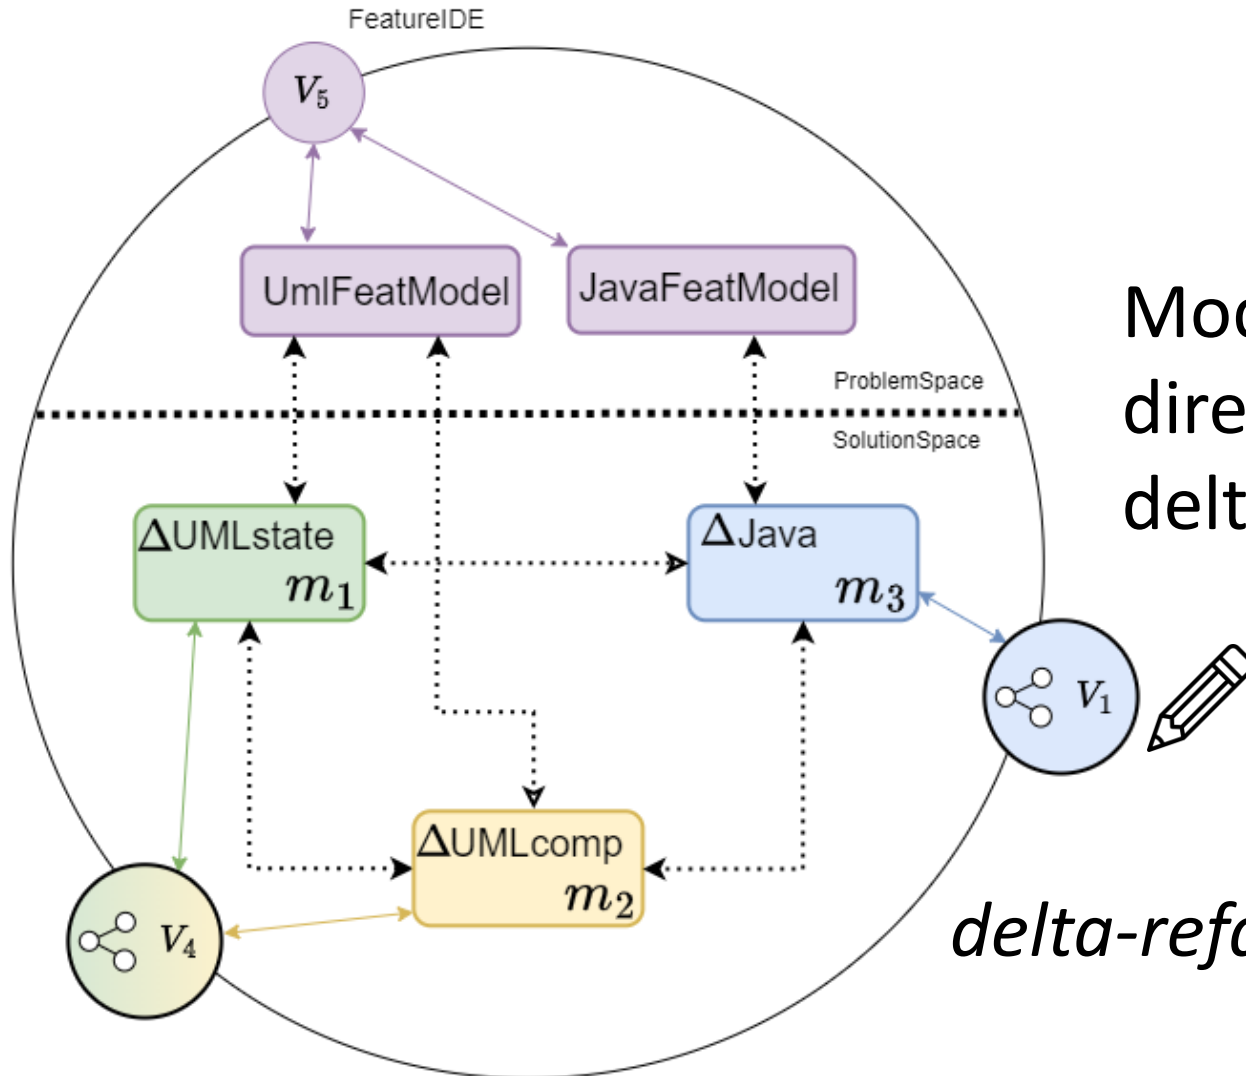 FeatureIDE
V₅
UmlFeatModel
JavaFeatModel
ProblemSpace
SolutionSpace
ΔUMLstate
m₁
ΔJava
m₃
V₁
ΔUMLcomp
m₂
V₄